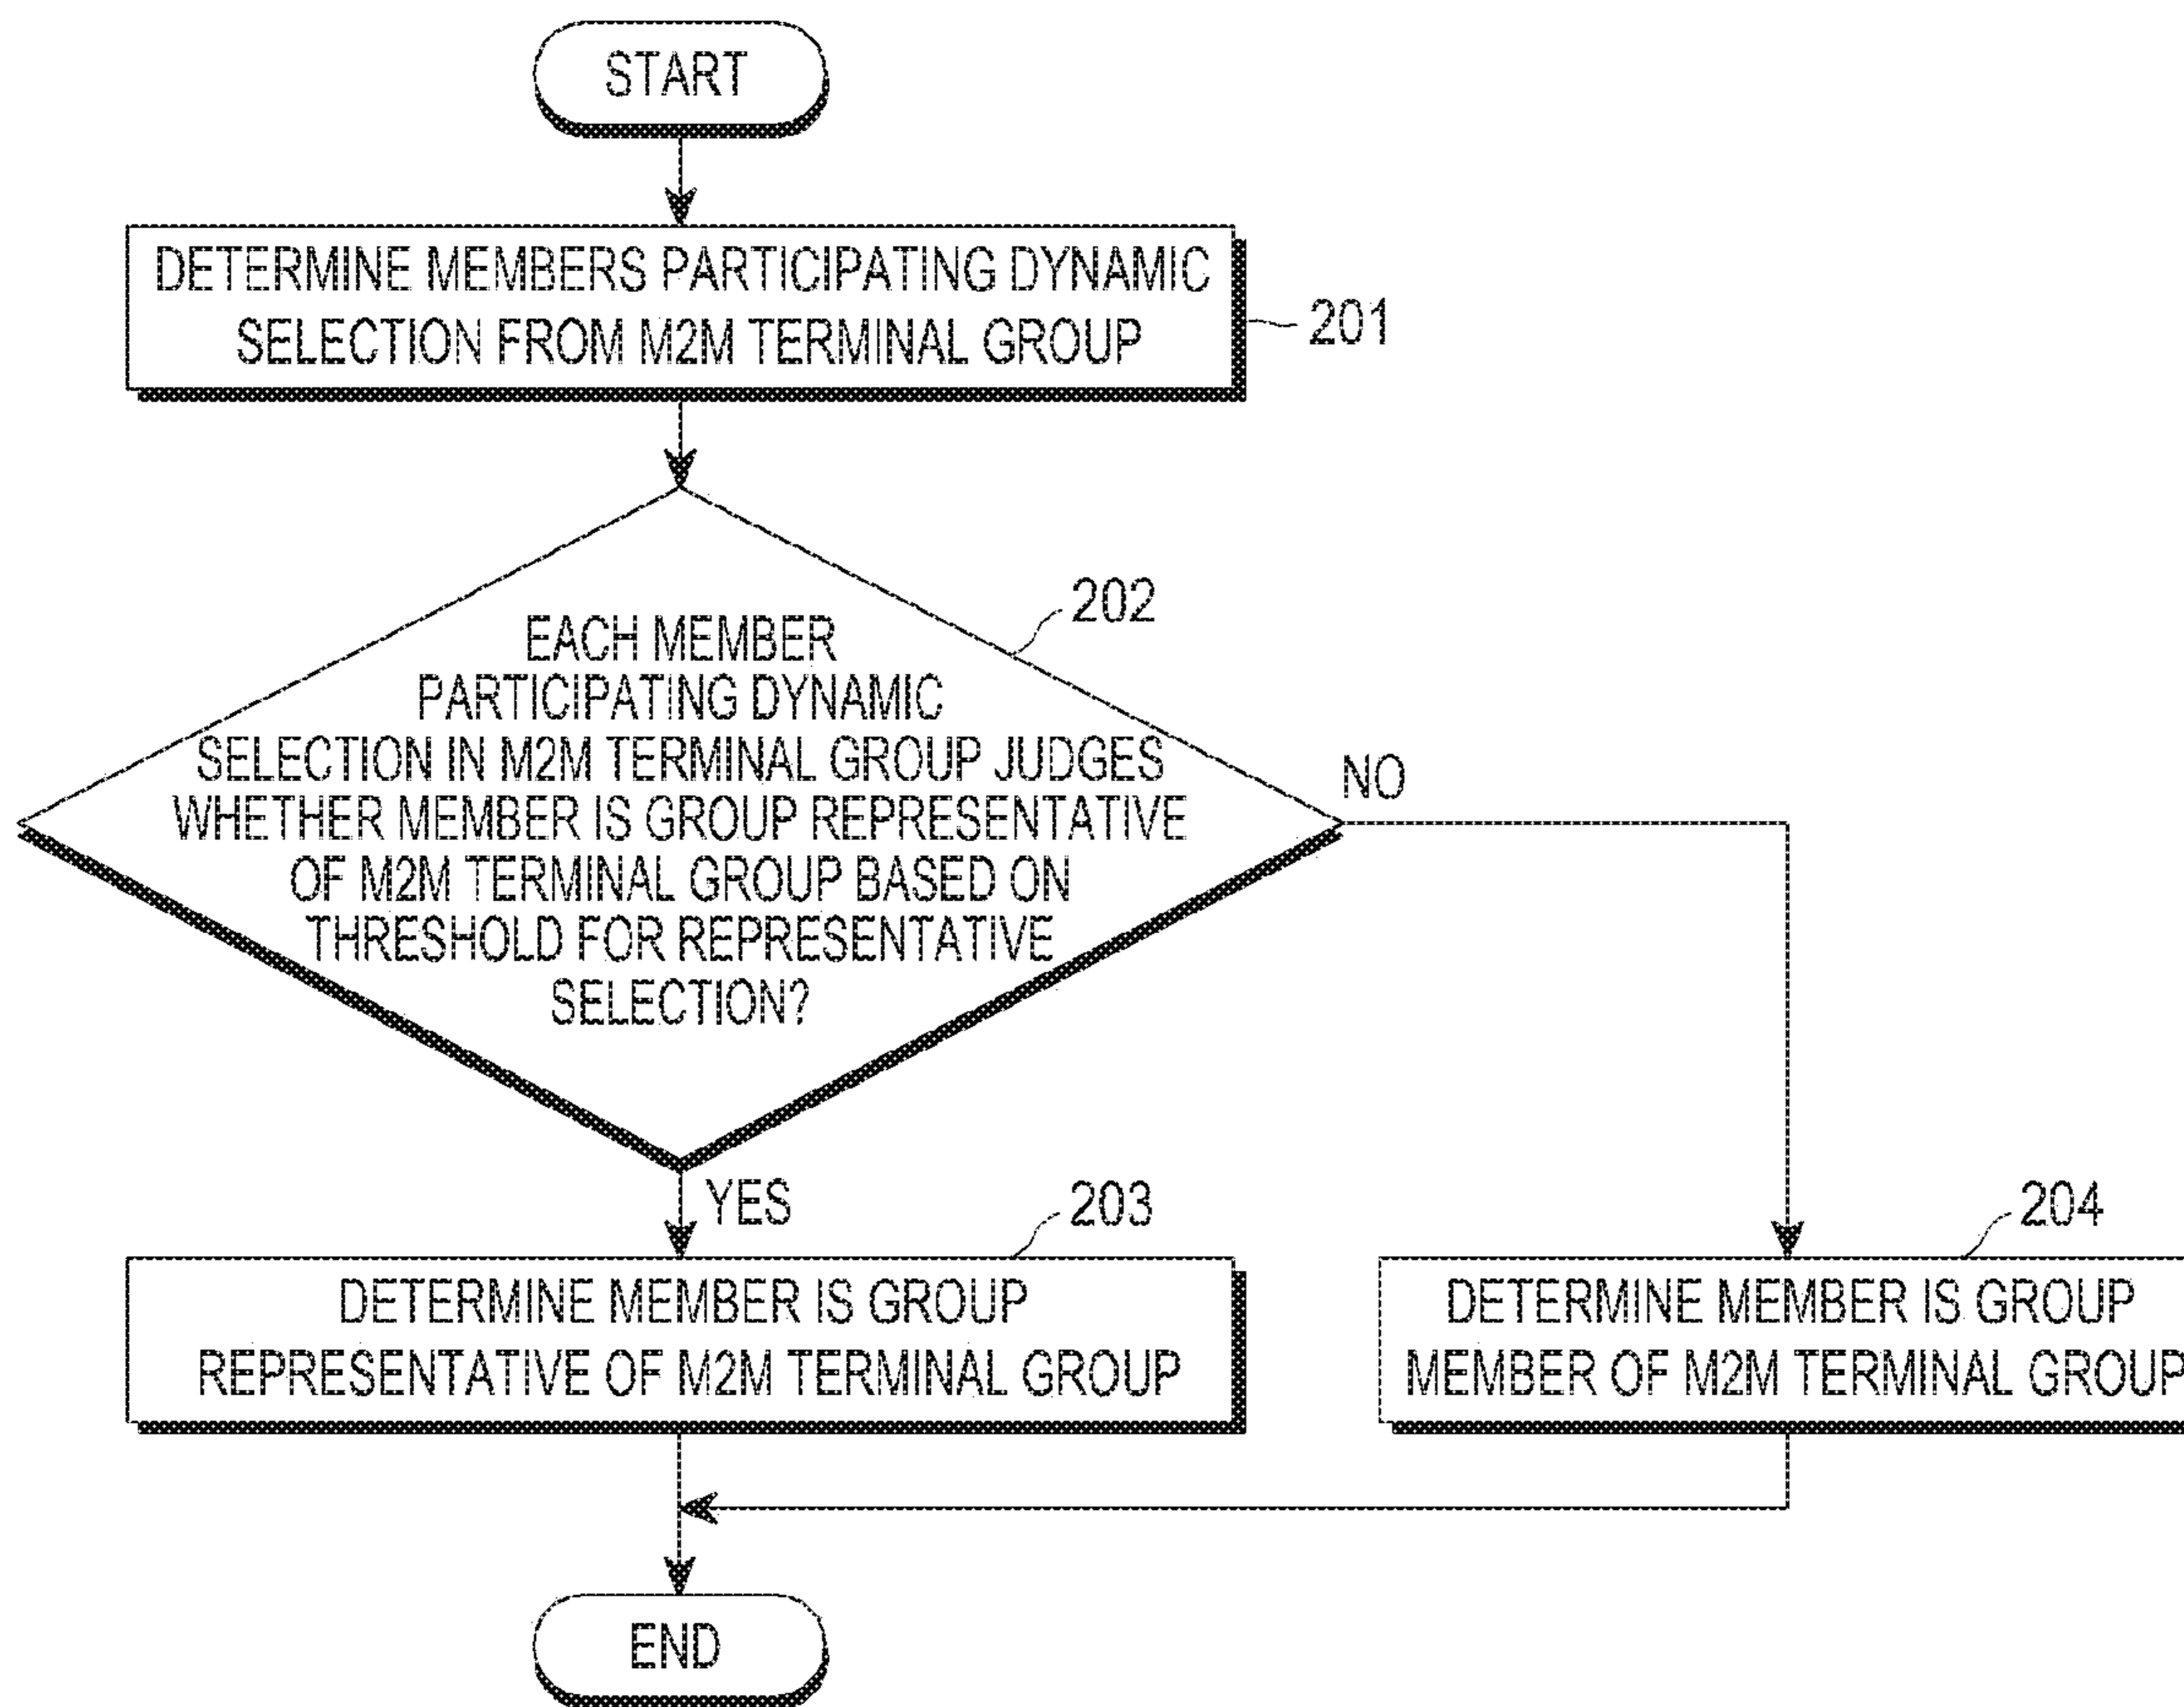 START
DETERMINE MEMBERS PARTICIPATING DYNAMIC
SELECTION FROM M2M TERMINAL GROUP
201
202
EACH MEMBER
PARTICIPATING DYNAMIC
SELECTION IN M2M TERMINAL GROUP JUDGES
WHETHER MEMBER IS GROUP REPRESENTATIVE
OF M2M TERMINAL GROUP BASED ON
THRESHOLD FOR REPRESENTATIVE
SELECTION?
NO
YES
203
DETERMINE MEMBER IS GROUP
REPRESENTATIVE OF M2M TERMINAL GROUP
204
DETERMINE MEMBER IS GROUP
MEMBER OF M2M TERMINAL GROUP
END